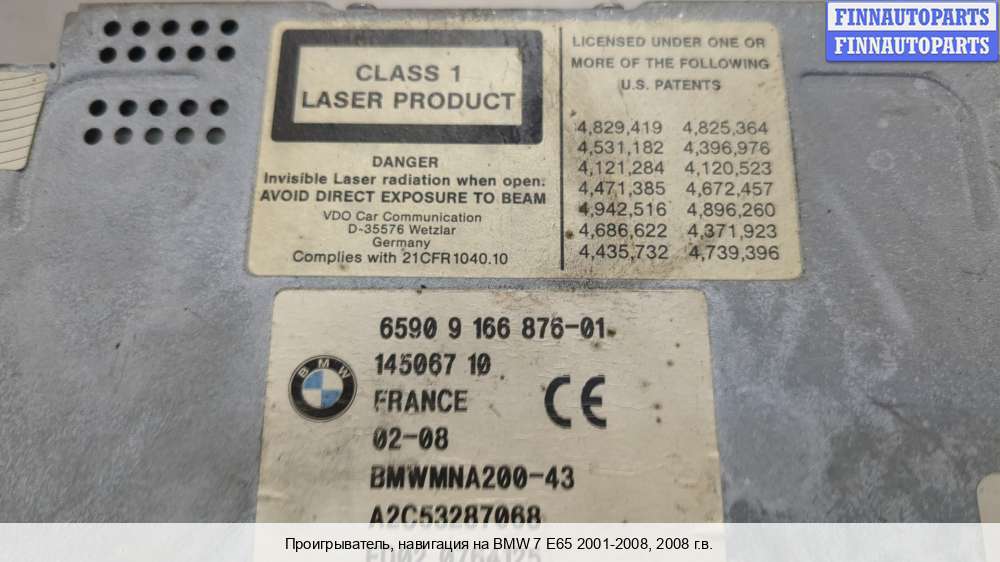 FINNAUTOPARTS
FINNAUTOPARTS
CLASS 1
LASER PRODUCT
DANGER
Invisible Laser radiation when open.
AVOID DIRECT EXPOSURE TO BEAM
VDO Car Communication
D-35576 Wetzlar
Germany
Complies with 21CFR1040.10
LICENSED UNDER ONE OR
MORE OF THE FOLLOWING
U.S. PATENTS
4,829,419 4,825,364
4,531,182 4,396,976
4,121,284 4,120,523
4,471,385 4,672,457
4,942,516 4,896,260
4,686,622 4,371,923
4,435,732 4,739,396
6590 9 166 876-01
145067 10
BMW
FRANCE
CE
02-08
BMWMNA200-43
A2C53287068
Проигрыватель, навигация на BMW 7 E65 2001-2008, 2008 г.в.